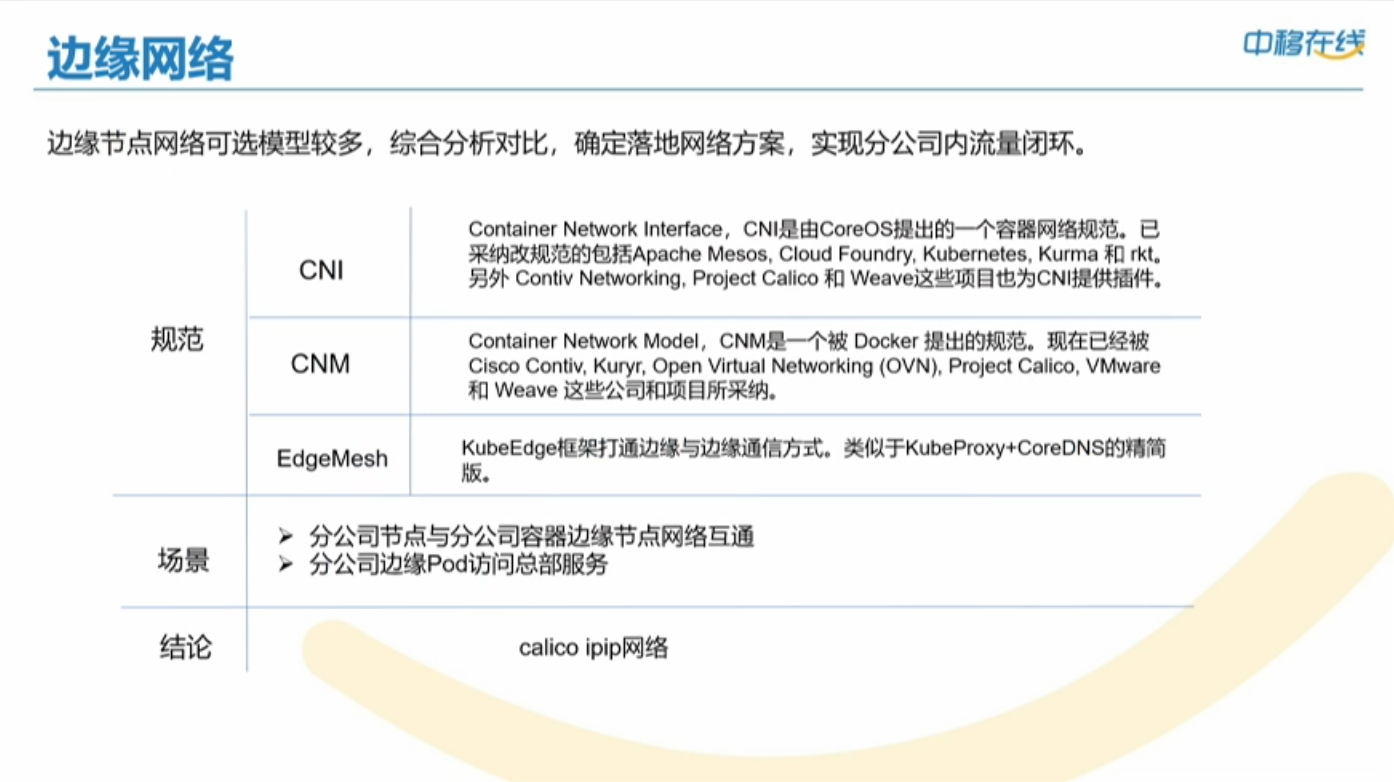 边缘网络
中移在线
边缘节点网络可选模型较多，综合分析对比，确定落地网络方案，实现分公司内流量闭环。
规范
CNI
Container Network Interface，CNI是由CoreOS提出的一个容器网络规范。已
采纳改规范的包括Apache Mesos, Cloud Foundry, Kubernetes, Kurma 和 rkt。
另外 Contiv Networking, Project Calico 和 Weave这些项目也为CNI提供插件。
CNM
Container Network Model，CNM是一个被 Docker 提出的规范。现在已经被
Cisco Contiv, Kuryr, Open Virtual Networking (OVN), Project Calico, VMware
和 Weave 这些公司和项目所采纳。
EdgeMesh
KubeEdge框架打通边缘与边缘通信方式。类似于KubeProxy+CoreDNS的精简
版。
场景
➢ 分公司节点与分公司容器边缘节点网络互通
➢ 分公司边缘Pod访问总部服务
结论
calico ipip网络